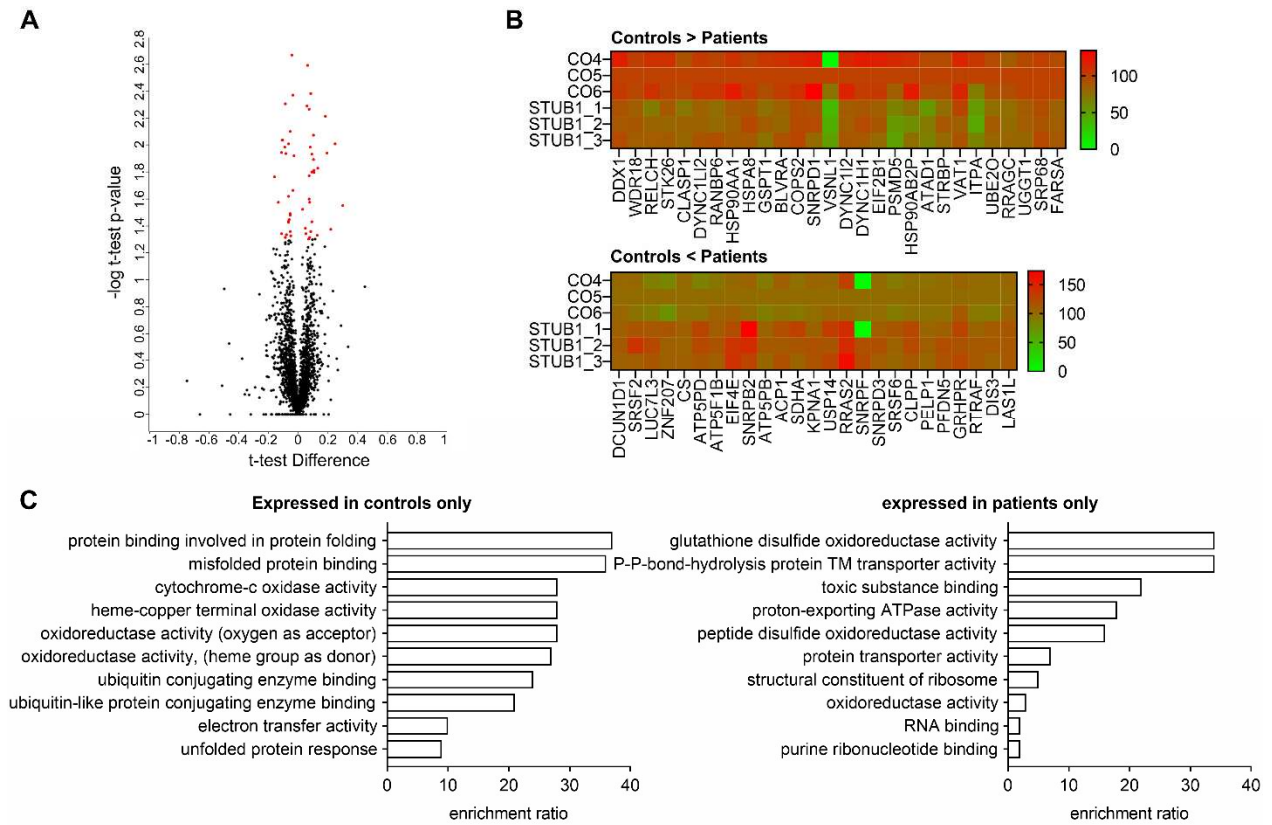 A
2.8
2.6
2.4
2.2
2
1.8
1.6
1.4
1.2
1
0.8
0.6
0.4
0.2
0
-log t-test p-value
-1 -0.8 -0.6 -0.4 -0.2 0 0.2 0.4 0.6 0.8 1
t-test Difference
B
Controls > Patients
CO4
CO5
CO6
STUB1_1
STUB1_2
STUB1_3
100
50
0
DDX1
WDR18
RELCH
STK26
CLASP1
DYNC1LI2
RANBP6
HSP90AA1
HSPA8
GSPT1
BLVRA
COPS2
SNRPD1
VSNL1
DYNC1I2
DYNC1H1
EIF2B1
PSMD5
HSP90AB2P
ATAD1
STRBP
VAT1
ITPA
UBE2O
RRAGC
UGGT1
SRP68
FARSA
Controls < Patients
CO4
CO5
CO6
STUB1_1
STUB1_2
STUB1_3
150
100
50
0
DCUN1D1
SRSF2
LUC7L3
ZNF207
CS
ATP5PD
ATP5F1B
EIF4E
SNRPB2
ATP5PB
ACP1
SDHA
KPNA1
USP14
RRAS2
SNRPF
SNRPD3
SRSF6
CLPP
PELP1
PFDN5
GRHPR
RTRAF
DIS3
LAS1L
C
Expressed in controls only
protein binding involved in protein folding
misfolded protein binding
cytochrome-c oxidase activity
heme-copper terminal oxidase activity
oxidoreductase activity (oxygen as acceptor)
oxidoreductase activity, (heme group as donor)
ubiquitin conjugating enzyme binding
ubiquitin-like protein conjugating enzyme binding
electron transfer activity
unfolded protein response
0 10 20 30 40
enrichment ratio
expressed in patients only
glutathione disulfide oxidoreductase activity
P-P-bond-hydrolysis protein TM transporter activity
toxic substance binding
proton-exporting ATPase activity
peptide disulfide oxidoreductase activity
protein transporter activity
structural constituent of ribosome
oxidoreductase activity
RNA binding
purine ribonucleotide binding
0 10 20 30 40
enrichment ratio